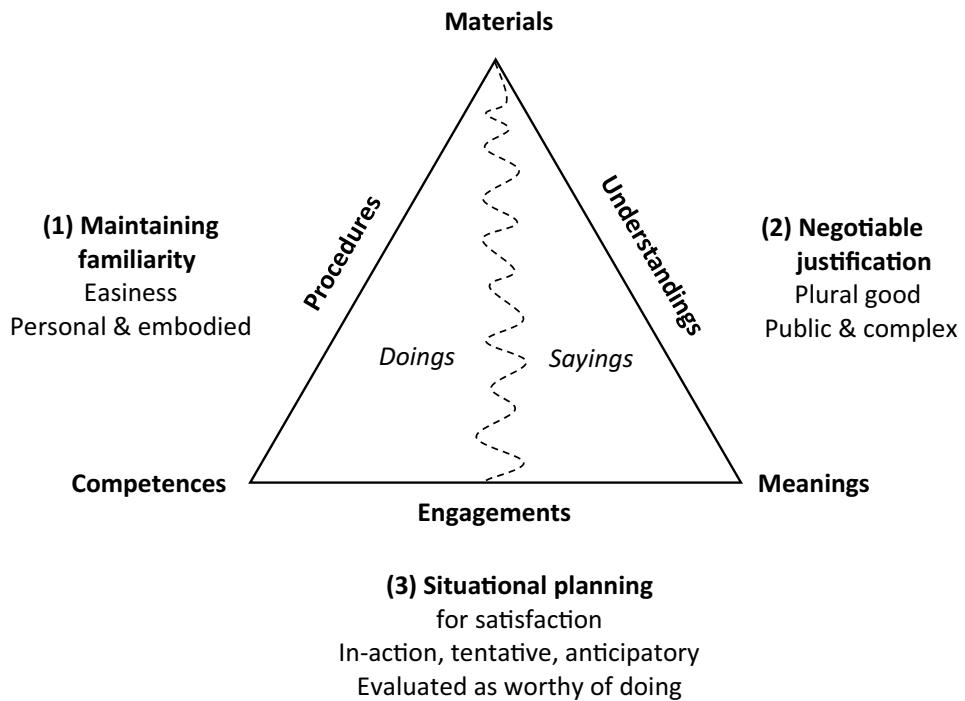 Materials
Procedures
Understandings
(1) Maintaining
familiarity
Easiness
Personal & embodied
(2) Negotiable
justification
Plural good
Public & complex
Doings
Sayings
Competences
Meanings
Engagements
(3) Situational planning
for satisfaction
In-action, tentative, anticipatory
Evaluated as worthy of doing